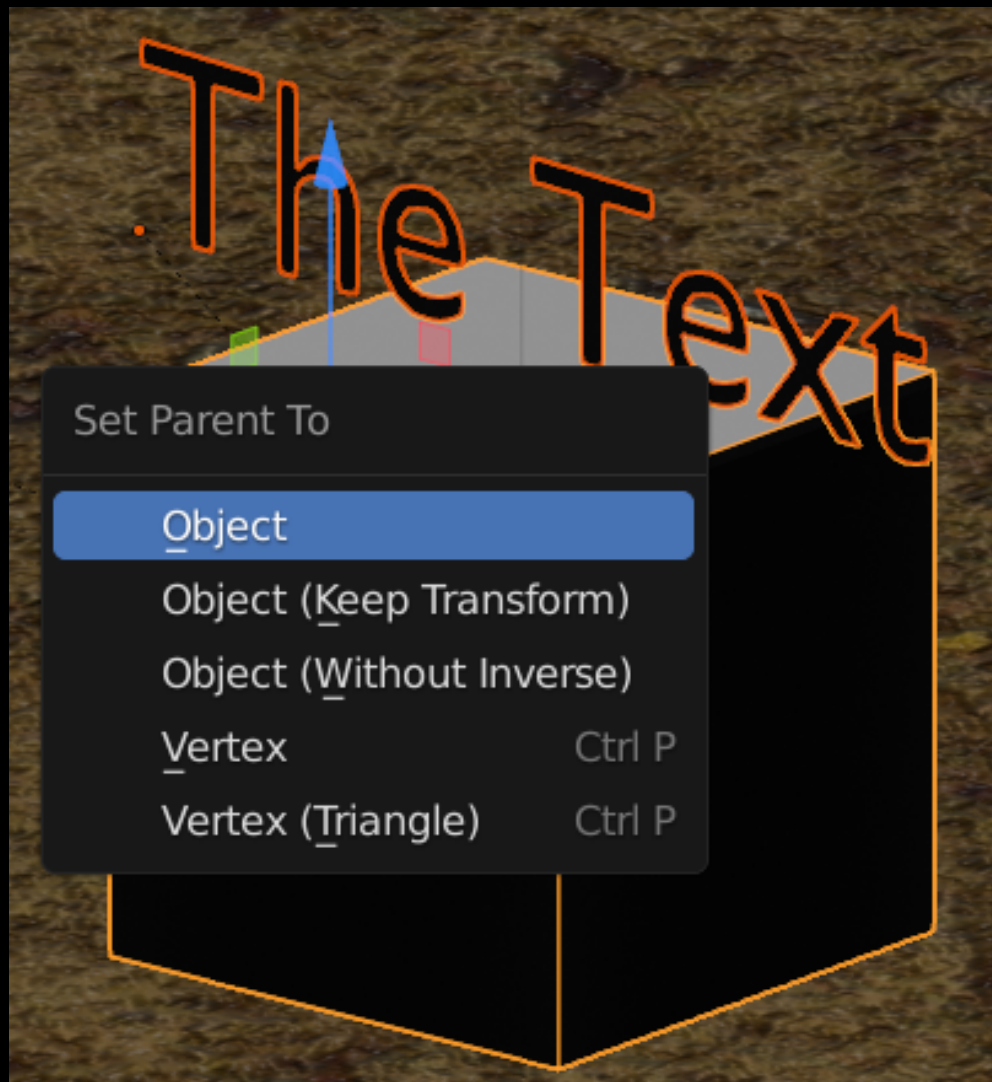 The Text
Set Parent To
Object
Object (Keep Transform)
Object (Without Inverse)
Vertex Ctrl P
Vertex (Triangle) Ctrl P